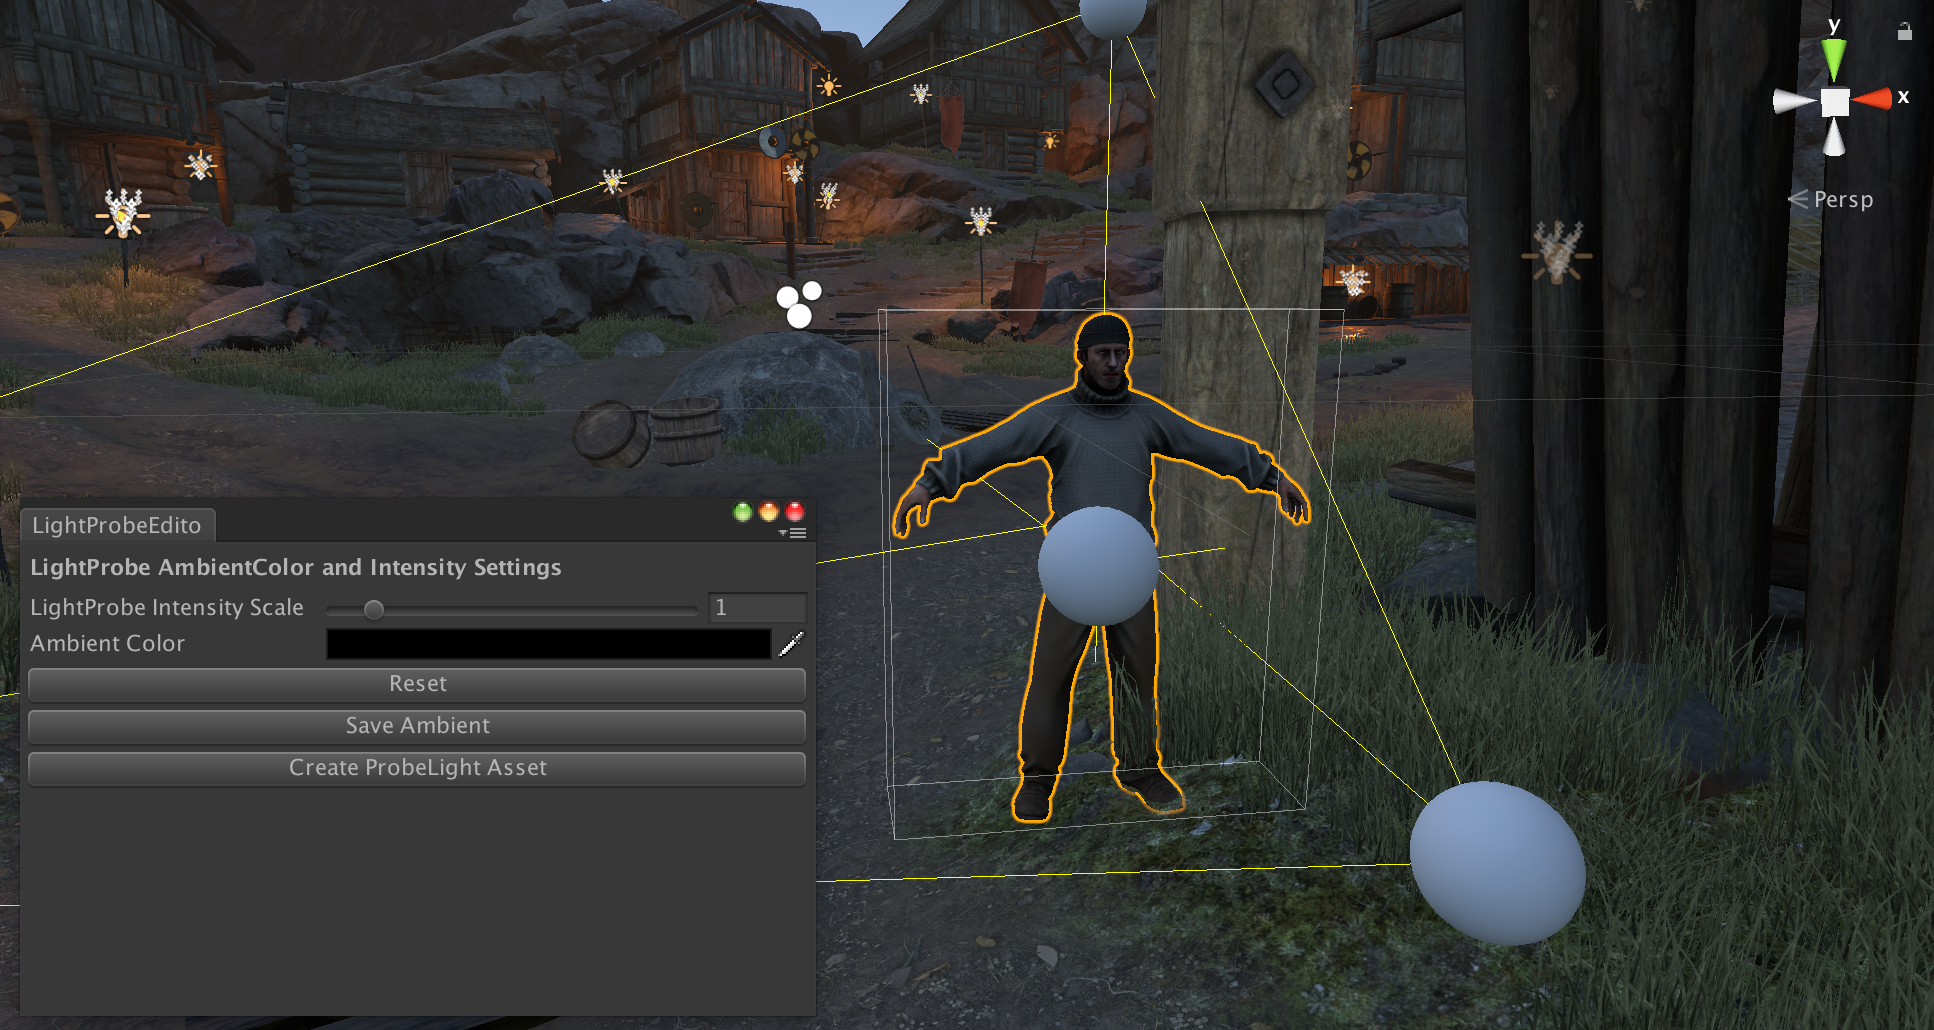 y
x
Persp
LightProbeEdito
LightProbe AmbientColor and Intensity Settings
LightProbe Intensity Scale 1
Ambient Color
Reset
Save Ambient
Create ProbeLight Asset